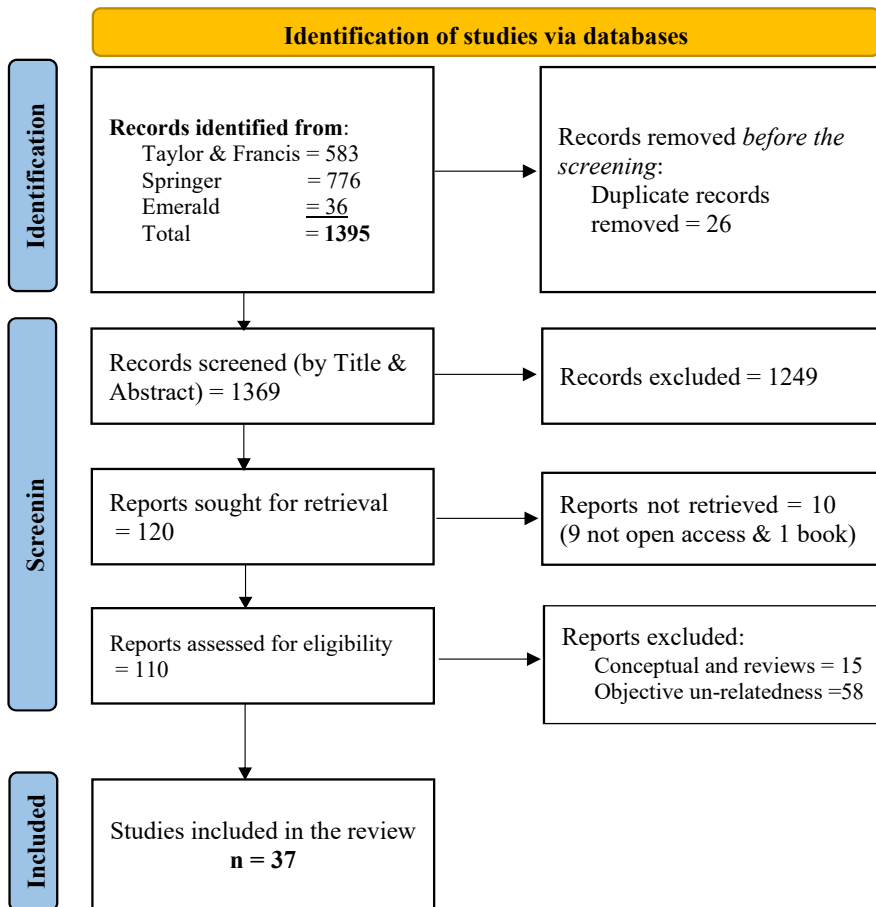 Identification of studies via databases
Identification
Records identified from:
Taylor & Francis = 583
Springer = 776
Emerald = 36
Total = 1395
Records removed before the
screening:
Duplicate records
removed = 26
Screenin
Records screened (by Title &
Abstract) = 1369
Records excluded = 1249
Reports sought for retrieval
= 120
Reports not retrieved = 10
(9 not open access & 1 book)
Reports assessed for eligibility
= 110
Reports excluded:
Conceptual and reviews = 15
Objective un-relatedness =58
Included
Studies included in the review
n = 37